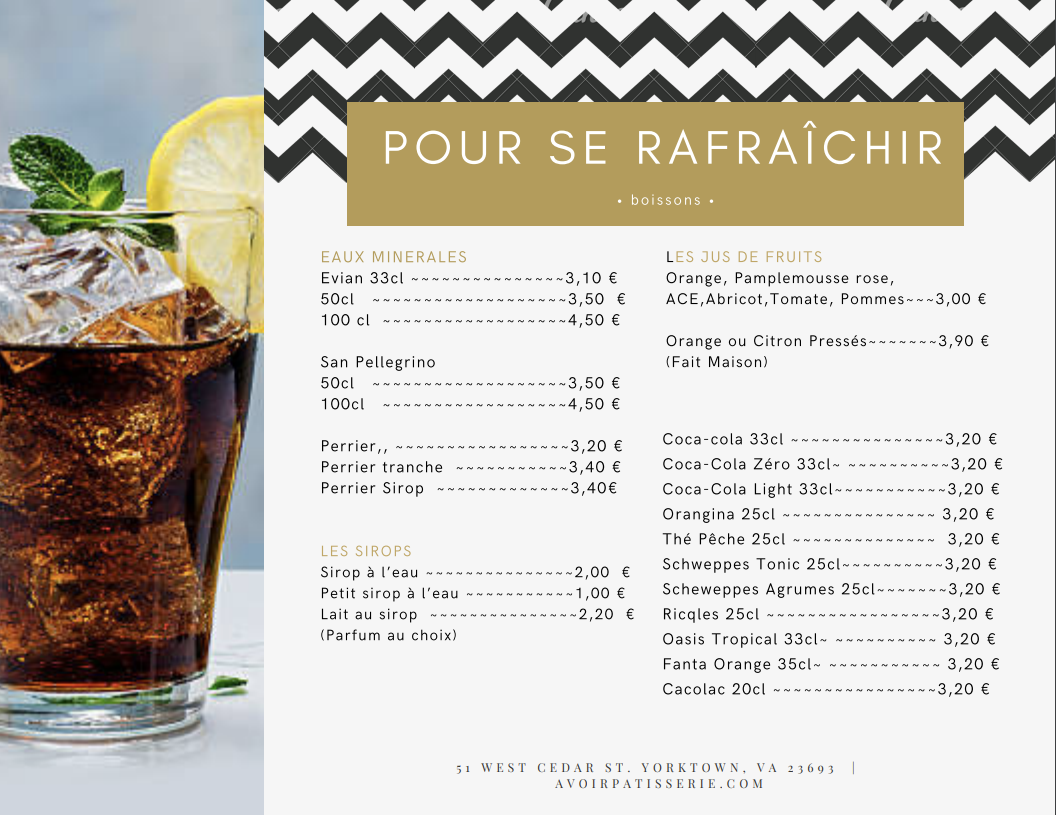 POUR SE RAFRAÎCHIR
• boissons •
EAUX MINERALES
Evian 33cl ~~~~~~~~~~~~~~~3,10 €
50cl ~~~~~~~~~~~~~~~~~~~3,50 €
100 cl ~~~~~~~~~~~~~~~~~~4,50 €
San Pellegrino
50cl ~~~~~~~~~~~~~~~~~~~3,50 €
100cl ~~~~~~~~~~~~~~~~~~4,50 €
Perrier,, ~~~~~~~~~~~~~~~~~3,20 €
Perrier tranche ~~~~~~~~~~~3,40 €
Perrier Sirop ~~~~~~~~~~~~~3,40€
LES SIROPS
Sirop à l'eau ~~~~~~~~~~~~~~~2,00 €
Petit sirop à l'eau ~~~~~~~~~~~1,00 €
Lait au sirop ~~~~~~~~~~~~~~~2,20 €
(Parfum au choix)
LES JUS DE FRUITS
Orange, Pamplemousse rose,
ACE,Abricot,Tomate, Pommes~~~3,00 €
Orange ou Citron Pressés~~~~~~~3,90 €
(Fait Maison)
Coca-cola 33cl ~~~~~~~~~~~~~~~3,20 €
Coca-Cola Zéro 33cl~ ~~~~~~~~~~3,20 €
Coca-Cola Light 33cl~~~~~~~~~~~3,20 €
Orangina 25cl ~~~~~~~~~~~~~~~ 3,20 €
Thé Pêche 25cl ~~~~~~~~~~~~~~ 3,20 €
Schweppes Tonic 25cl~~~~~~~~~~3,20 €
Scheweppes Agrumes 25cl~~~~~~~3,20 €
Ricqles 25cl ~~~~~~~~~~~~~~~~~3,20 €
Oasis Tropical 33cl~ ~~~~~~~~~~ 3,20 €
Fanta Orange 35cl~ ~~~~~~~~~~~ 3,20 €
Cacolac 20cl ~~~~~~~~~~~~~~~~3,20 €
51 WEST CEDAR ST. YORKTOWN, VA 23693 |
AVOIRPATISSERIE.COM